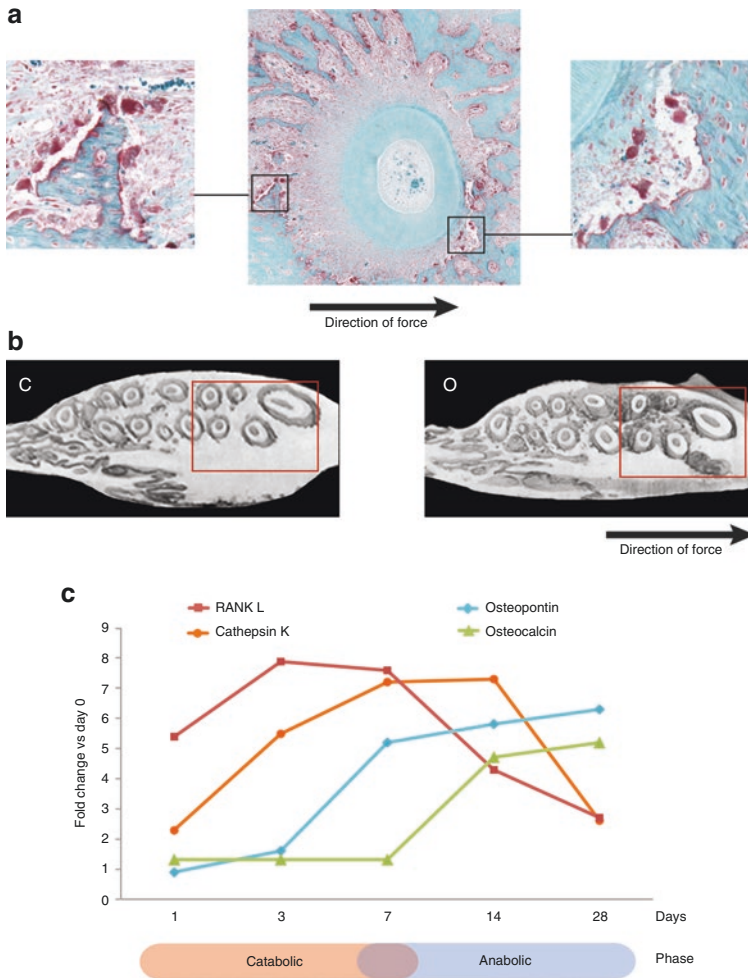 a
Direction of force
b
C
O
Direction of force
c
RANK L
Osteopontin
Cathepsin K
Osteocalcin
Fold change vs day 0
9
8
7
6
5
4
3
2
1
0
1 3 7 14 28 Days
Catabolic Anabolic Phase